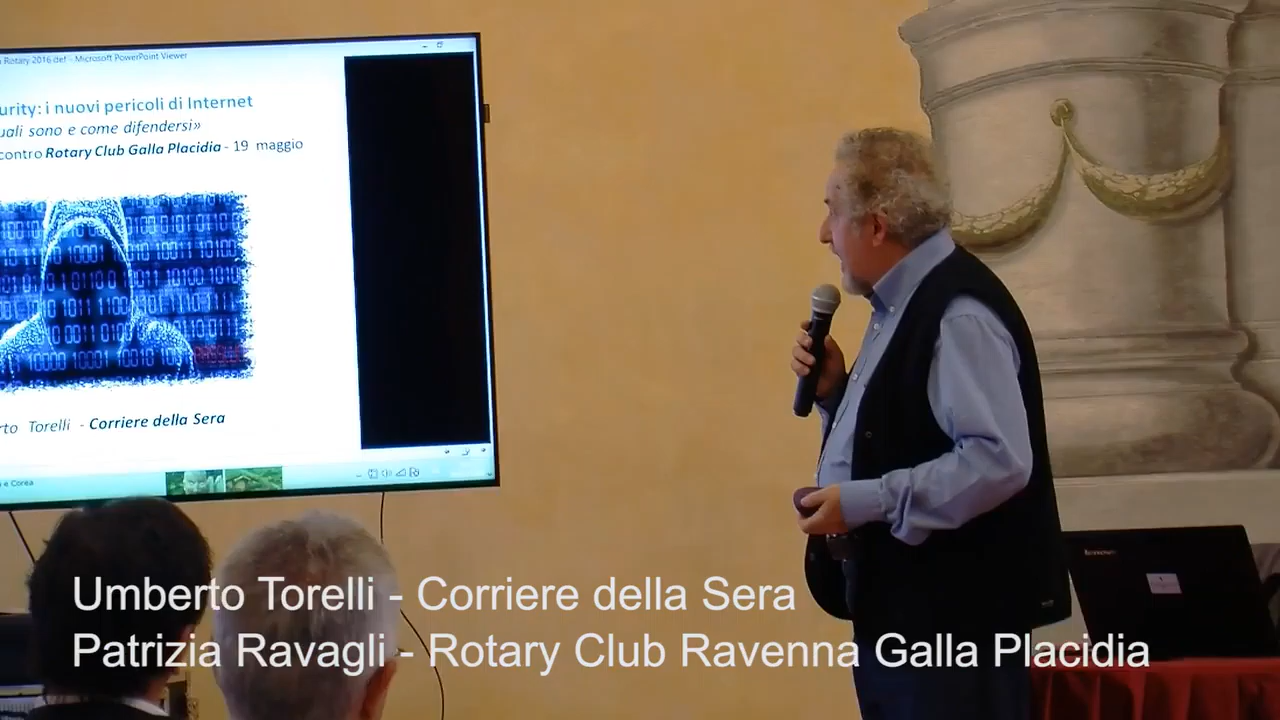 Rotary 2016 def - Microsoft PowerPoint Viewer
urity: i nuovi pericoli di Internet
uali sono e come difendersi»
contro Rotary Club Galla Placidia - 19 maggio
rto Torelli - Corriere della Sera
e Corea
lenovo
Umberto Torelli - Corriere della Sera
Patrizia Ravagli - Rotary Club Ravenna Galla Placidia